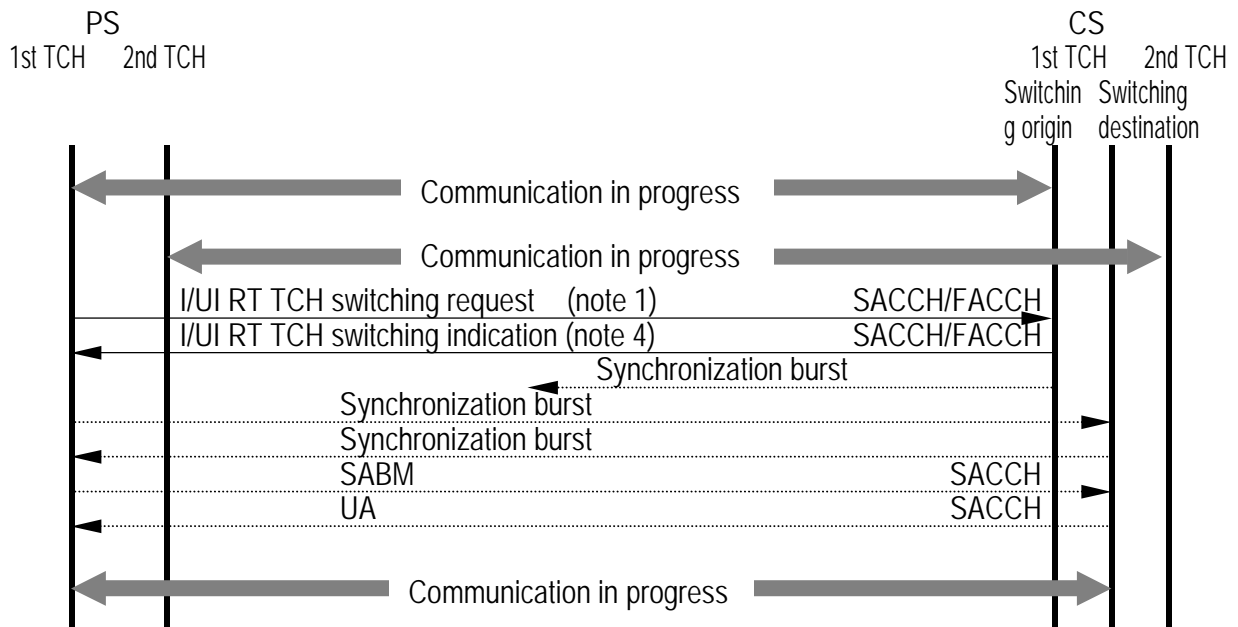 PS CS
1st TCH 2nd TCH 1st TCH 2nd TCH
Switchin Switching
g origin destination
Communication in progress
Communication in progress
I/UI RT TCH switching request (note 1) SACCH/FACCH
I/UI RT TCH switching indication (note 4) SACCH/FACCH
Synchronization burst
Synchronization burst
Synchronization burst
SABM SACCH
UA SACCH
Communication in progress